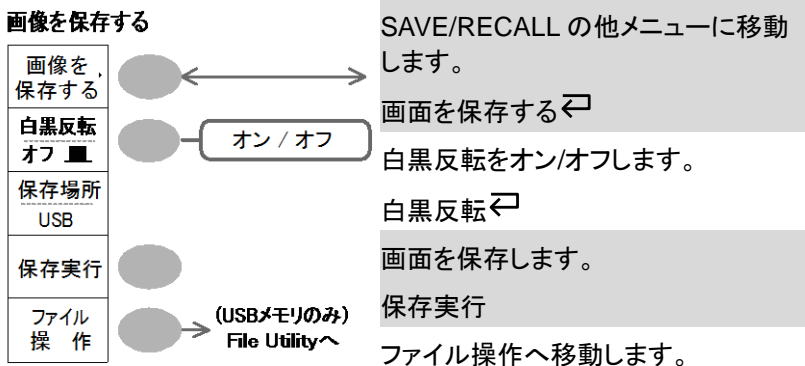 画像を保存する
画像を
保存する
白黒反転
オフ
オン / オフ
保存場所
USB
保存実行
ファイル
操 作
(USBメモリのみ)
File Utilityへ
SAVE/RECALL の他メニューに移動
します。
画面を保存する
白黒反転をオン/オフします。
白黒反転
画面を保存します。
保存実行
ファイル操作へ移動します。